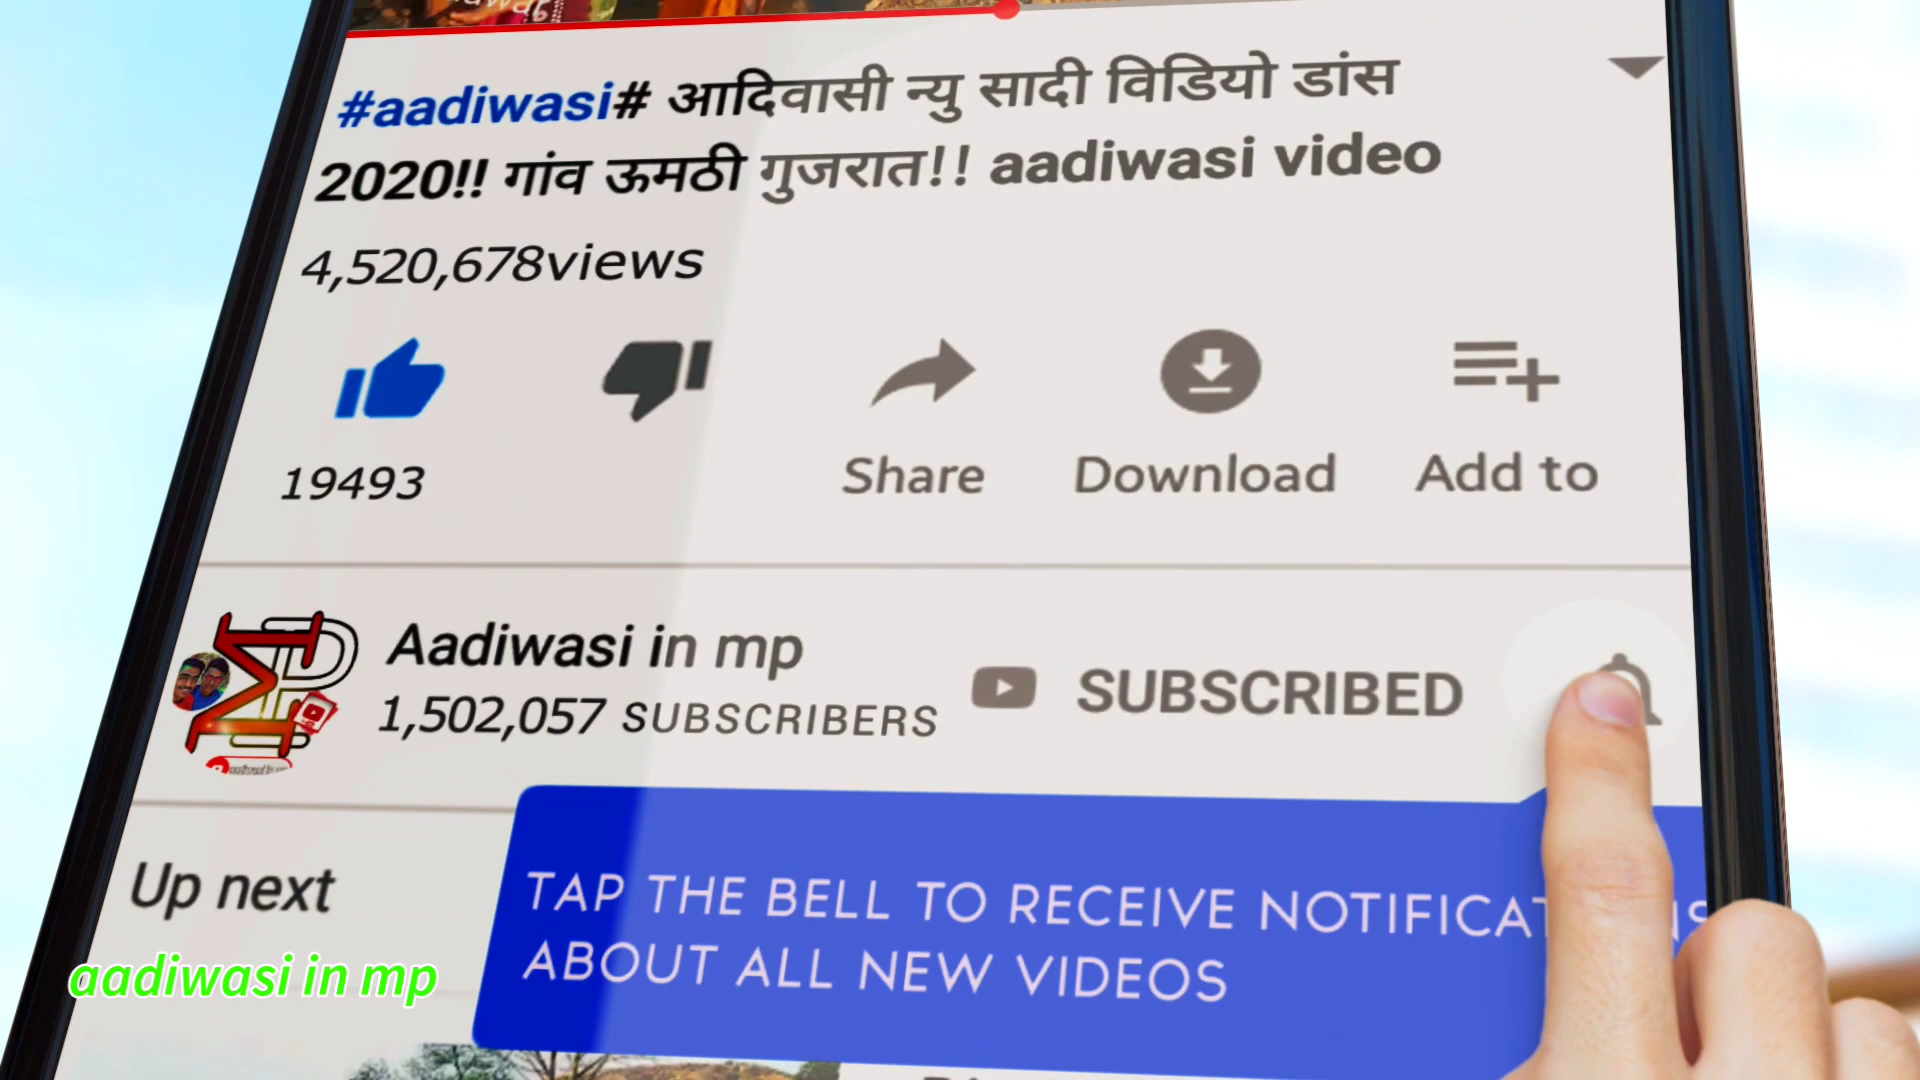 #aadiwasi# आदिवासी न्यु सादी विडियो डांस
2020!! गांव ऊमठी गुजरात!! aadiwasi video
4,520,678views
19493
Share
Download
Add to
Aadiwasi in mp
1,502,057 SUBSCRIBERS
SUBSCRIBED
Up next
TAP THE BELL TO RECEIVE
ABOUT ALL NEW VIDEOS
aadiwasi in mp